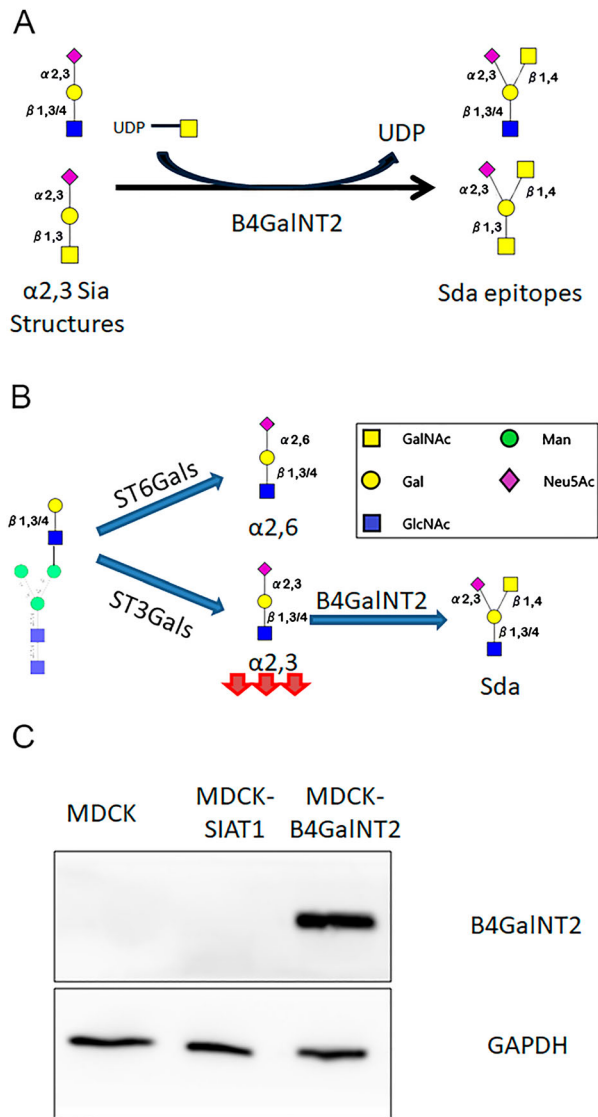 A
α2,3
β1,3/4
α2,3
β1,3
α2,3 Sia
Structures
UDP
UDP
B4GalNT2
α2,3
β1,4
β1,3/4
α2,3
β1,4
β1,3
Sda epitopes
B
β1,3/4
ST6Gals
ST3Gals
α2,6
β1,3/4
α2,6
α2,3
β1,3/4
α2,3
B4GalNT2
α2,3
β1,4
β1,3/4
Sda
GalNAc
Man
Gal
Neu5Ac
GlcNAc
C
MDCK
MDCK-
SIAT1
MDCK-
B4GalNT2
B4GalNT2
GAPDH